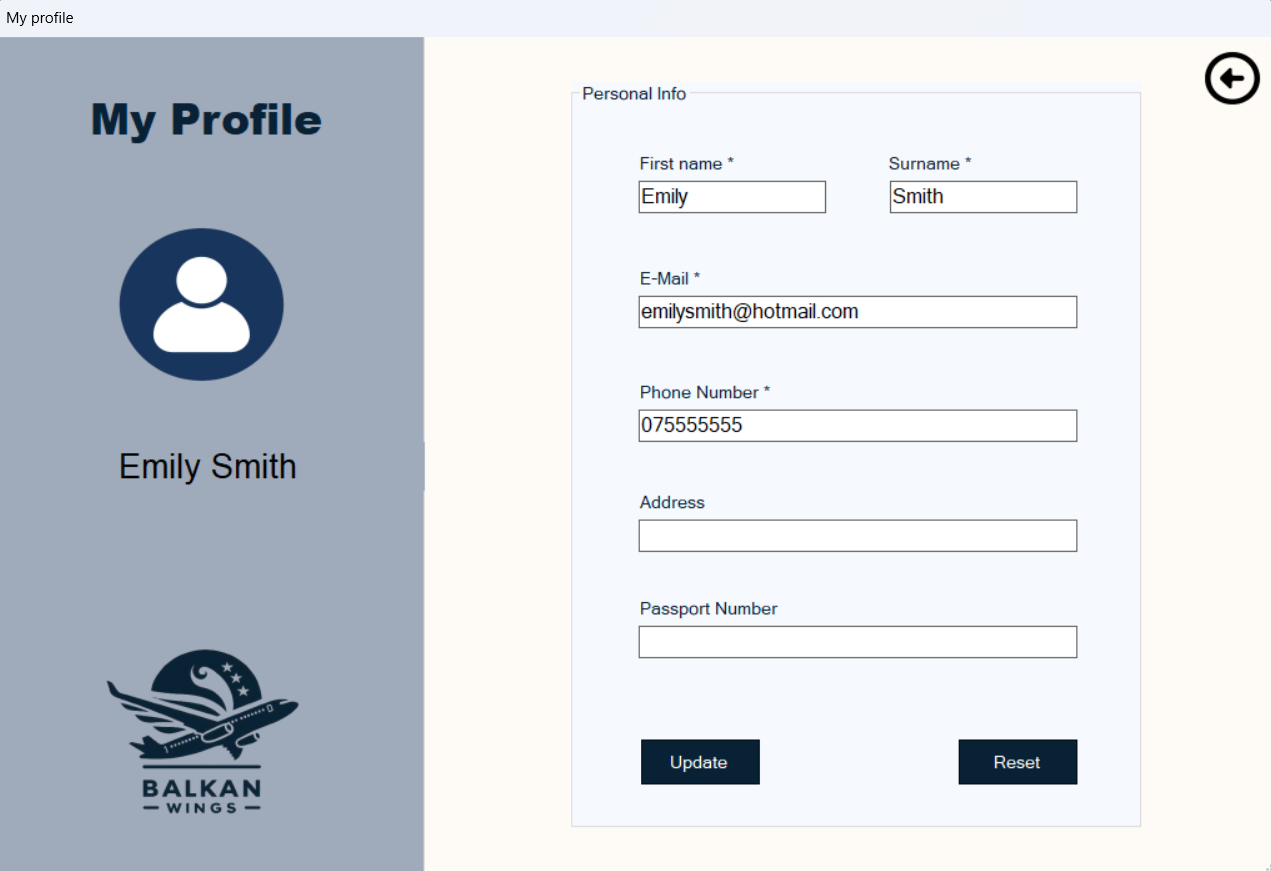 My profile
My Profile
Emily Smith
BALKAN
WINGS
Personal Info
First name *
Surname *
Emily
Smith
E-Mail *
emilysmith@hotmail.com
Phone Number *
075555555
Address
Passport Number
Update
Reset